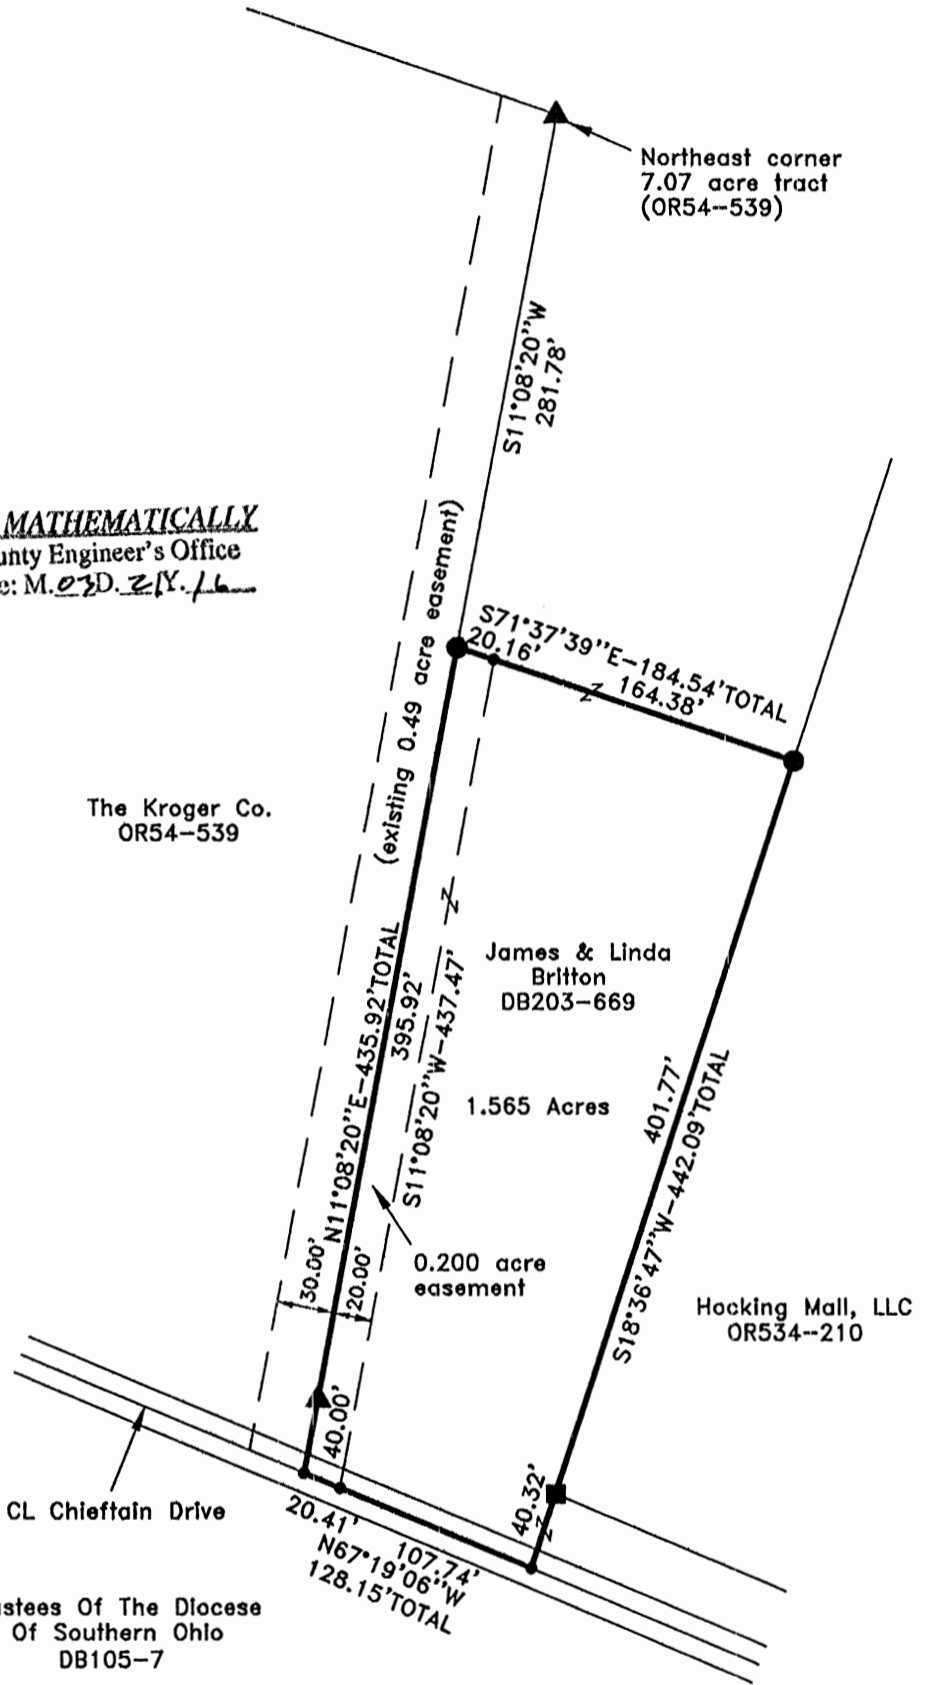 Northeast corner
7.07 acre tract
(OR54-539)
S11°08'20"W
281.78'
MATHEMATICALLY
unty Engineer's Office
e: M.03D.21Y.16
(existing 0.49 acre easement)
S71°37'39"E-184.54'TOTAL
20.16'
164.38'
The Kroger Co.
OR54-539
N11°08'20"E-435.92'TOTAL
395.92'
S11°08'20"W-437.47'
James & Linda
Britton
DB203-669
1.565 Acres
401.77'
S18°36'47"W-442.09'TOTAL
0.200 acre
easement
30.00'
20.00'
Hocking Mall, LLC
OR534-210
40.00'
40.32'
CL Chieftain Drive
20.41'
107.74'
N67°19'06"W
128.15'TOTAL
stees Of The Diocese
Of Southern Ohio
DB105-7